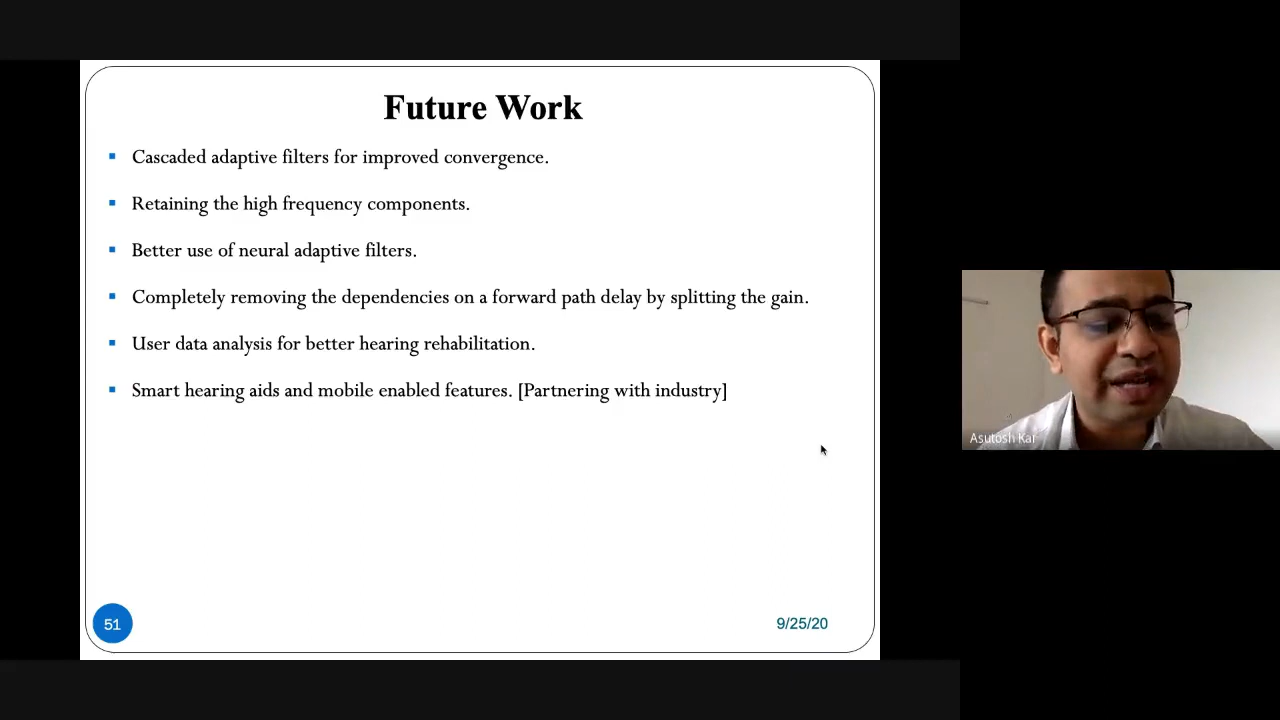 Future Work
Cascaded adaptive filters for improved convergence.
Retaining the high frequency components.
Better use of neural adaptive filters.
Completely removing the dependencies on a forward path delay by splitting the gain.
User data analysis for better hearing rehabilitation.
Smart hearing aids and mobile enabled features. [Partnering with industry]
51
9/25/20
Asutosh Kar